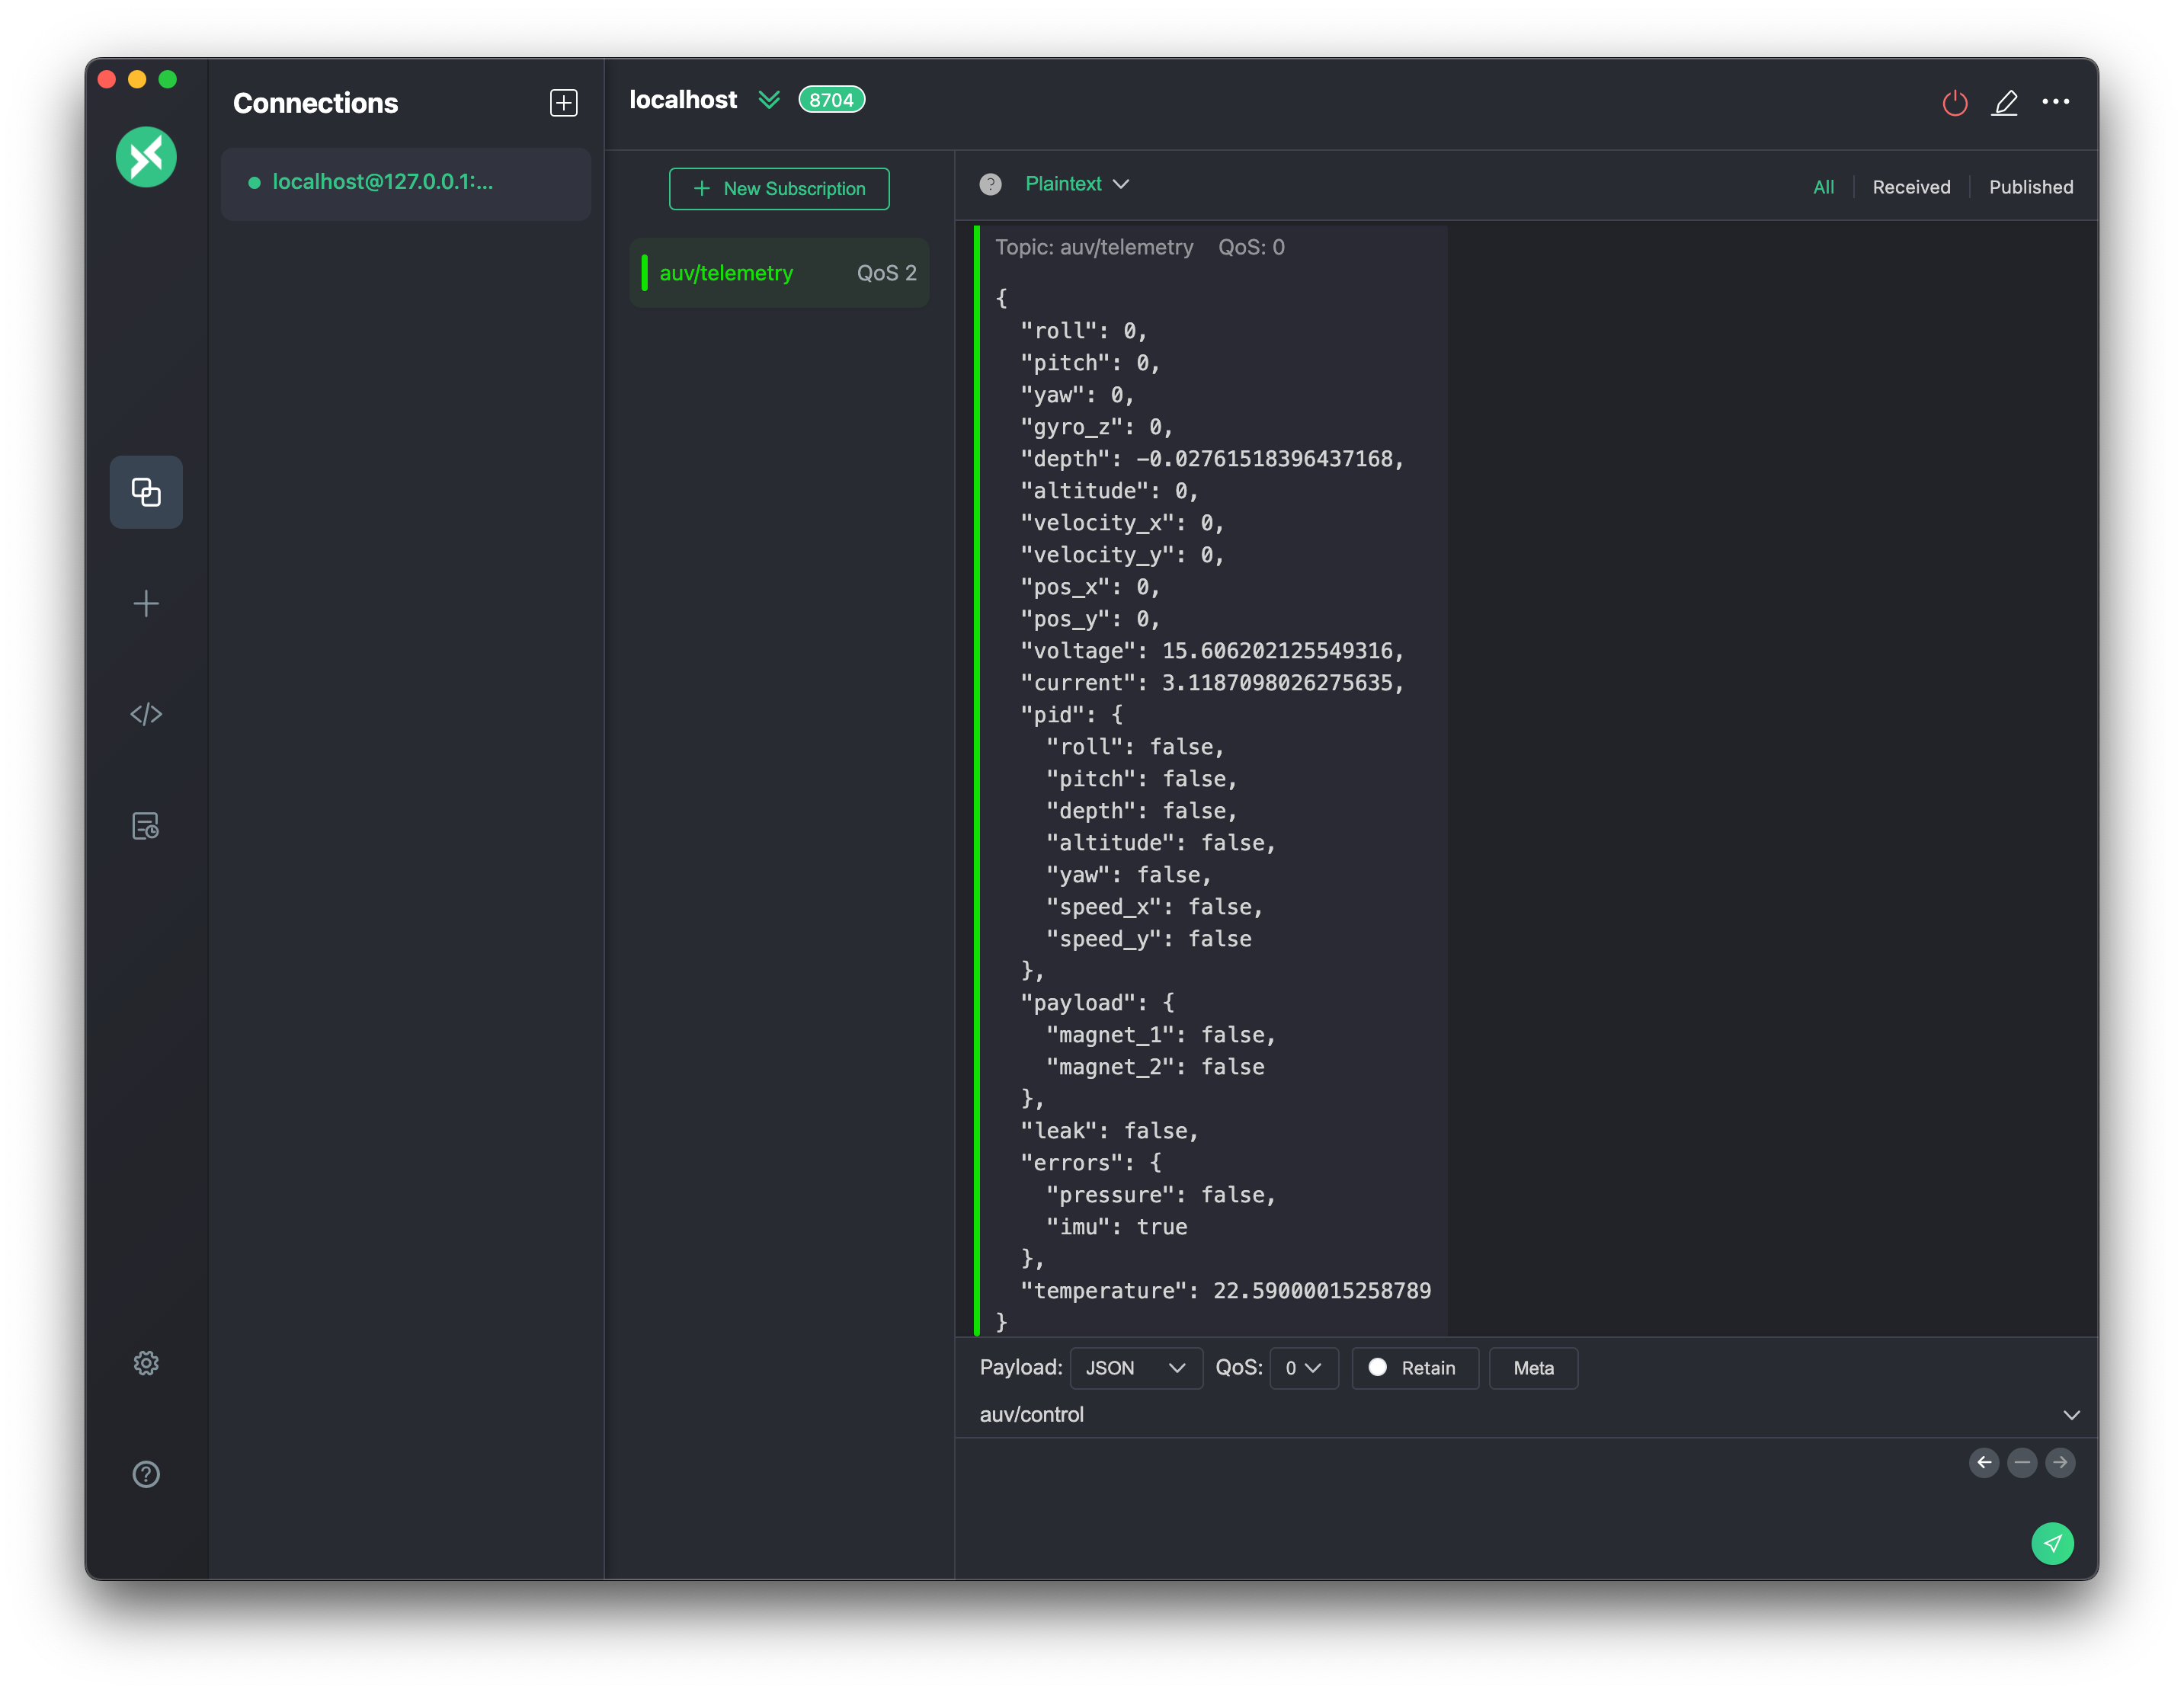 Connections
localhost@127.0.0.1:...
localhost 8704
New Subscription
auv/telemetry QoS 2
Plaintext
All Received Published
Topic: auv/telemetry QoS: 0
{
"roll": 0,
"pitch": 0,
"yaw": 0,
"gyro_z": 0,
"depth": -0.02761518396437168,
"altitude": 0,
"velocity_x": 0,
"velocity_y": 0,
"pos_x": 0,
"pos_y": 0,
"voltage": 15.606202125549316,
"current": 3.1187098026275635,
"pid": {
"roll": false,
"pitch": false,
"depth": false,
"altitude": false,
"yaw": false,
"speed_x": false,
"speed_y": false
},
"payload": {
"magnet_1": false,
"magnet_2": false
},
"leak": false,
"errors": {
"pressure": false,
"imu": true
},
"temperature": 22.59000015258789
}
Payload: JSON QoS: 0 Retain Meta
auv/control